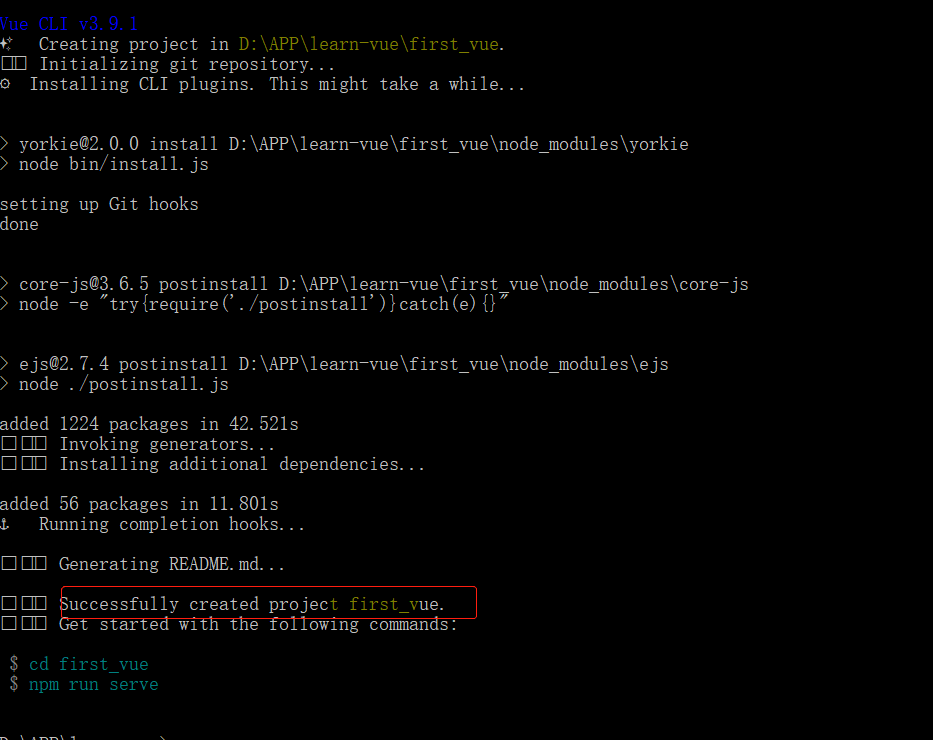 Vue CLI v3.9.1
Creating project in D:\APP\learn-vue\first_vue.
Initializing git repository...
Installing CLI plugins. This might take a while...
> yorkie@2.0.0 install D:\APP\learn-vue\first_vue\node_modules\yorkie
> node bin/install.js
setting up Git hooks
done
> core-js@3.6.5 postinstall D:\APP\learn-vue\first_vue\node_modules\core-js
> node -e "try{require('./postinstall')}catch(e){}"
> ejs@2.7.4 postinstall D:\APP\learn-vue\first_vue\node_modules\ejs
> node ./postinstall.js
added 1224 packages in 42.521s
Invoking generators...
Installing additional dependencies...
added 56 packages in 11.801s
Running completion hooks...
Generating README.md...
Successfully created project first_vue.
Get started with the following commands:
$ cd first_vue
$ npm run serve